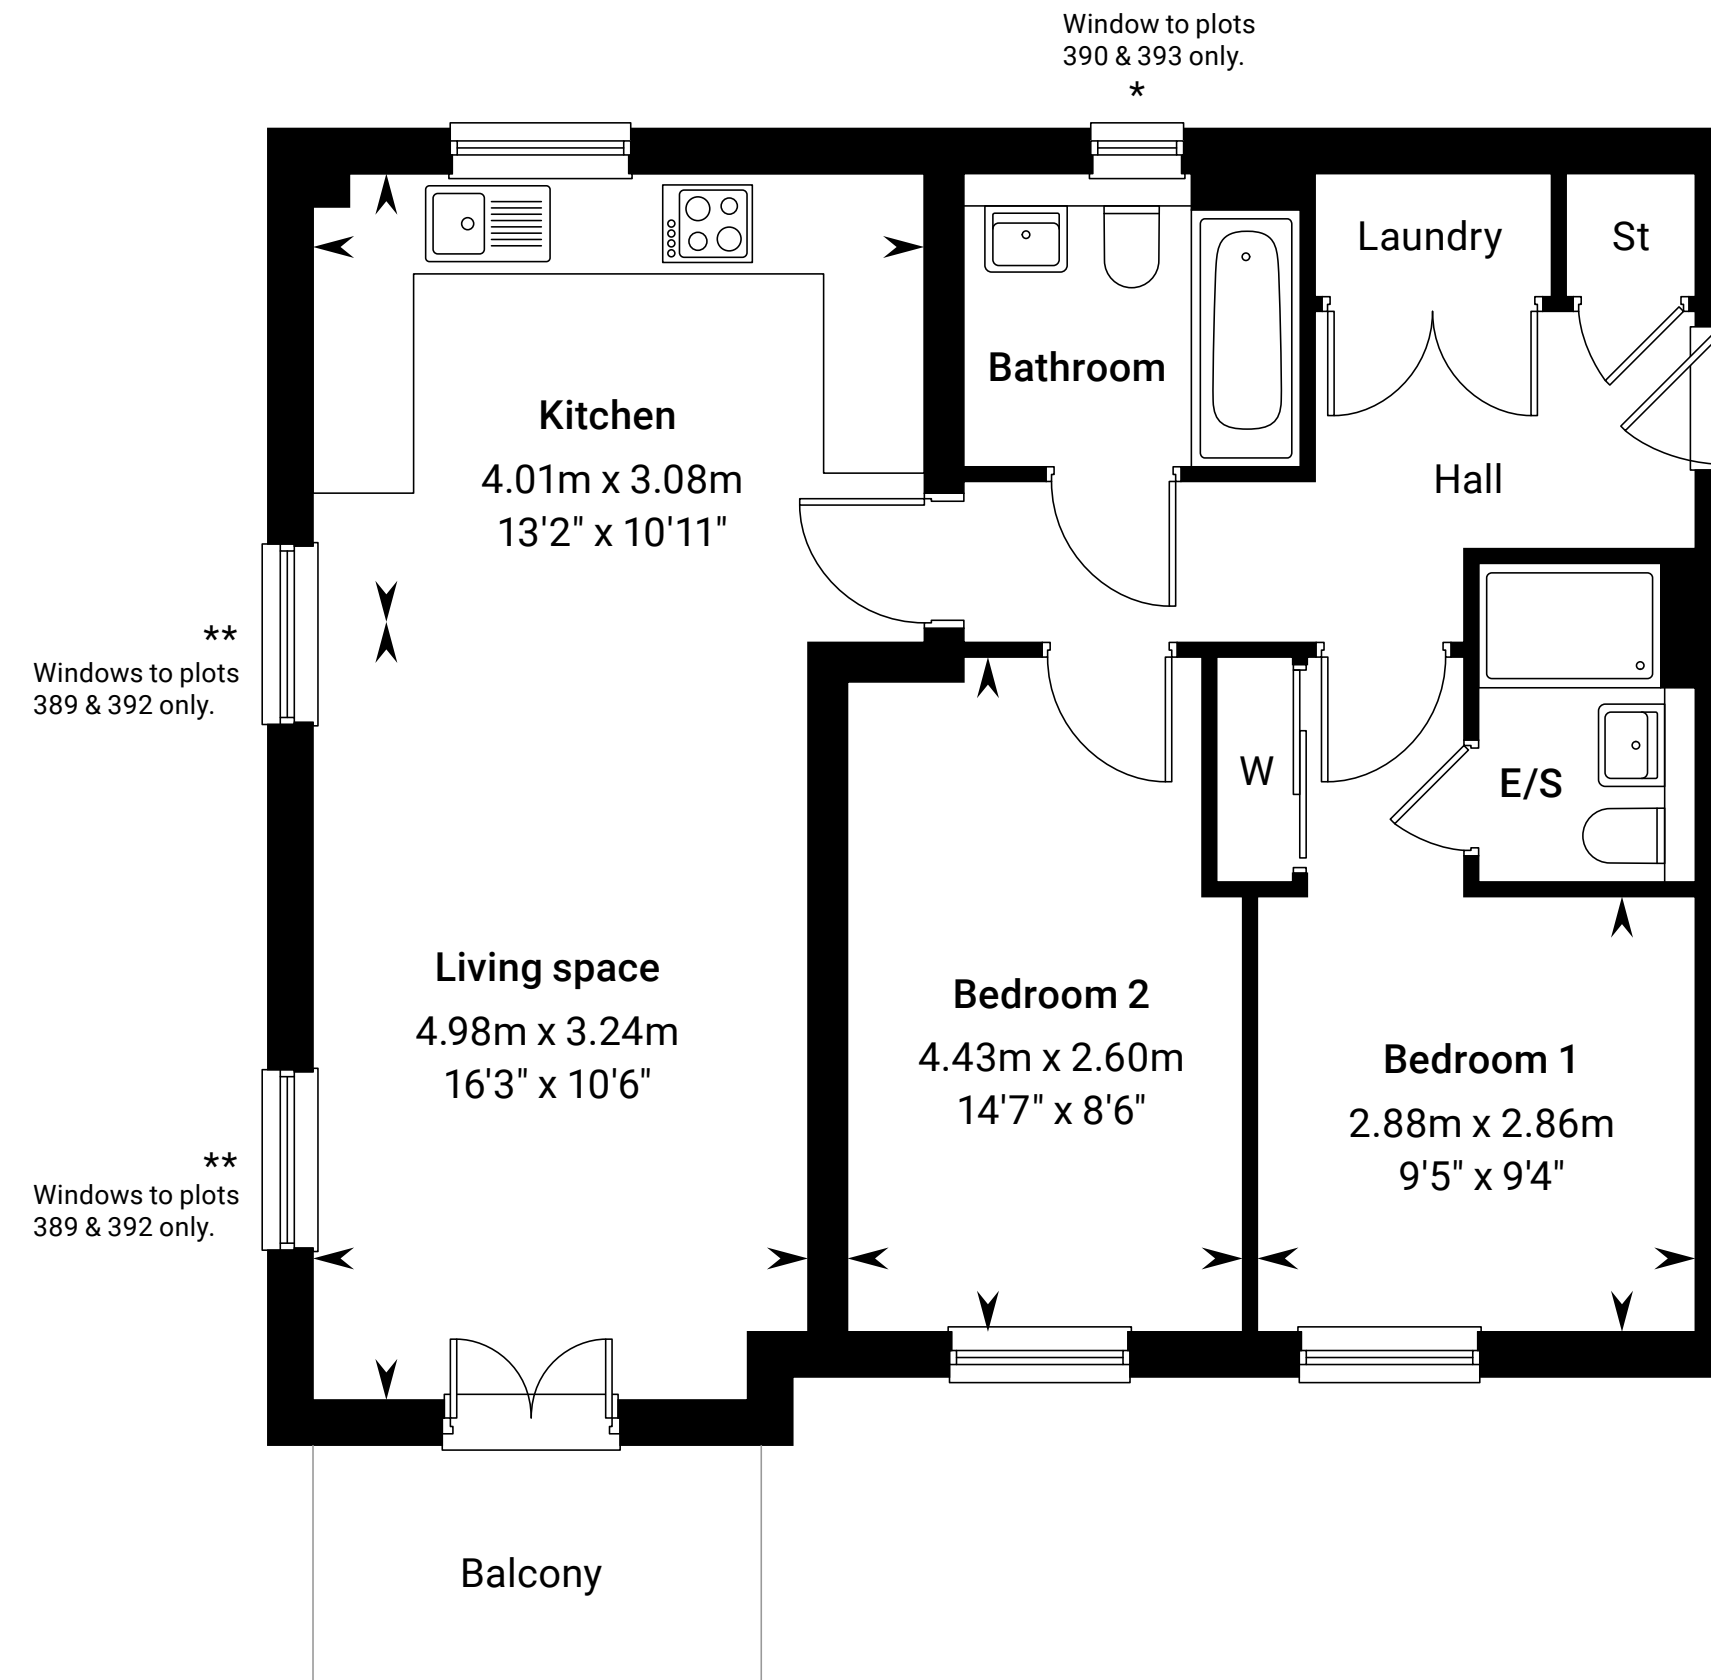 Window to plots
390 & 393 only.
*
Laundry
St
Bathroom
Kitchen
4.01m x 3.08m
13'2" x 10'11"
Hall
**
Windows to plots
389 & 392 only.
W
E/S
Living space
4.98m x 3.24m
16'3" x 10'6"
Bedroom 2
4.43m x 2.60m
14'7" x 8'6"
Bedroom 1
2.88m x 2.86m
9'5" x 9'4"
**
Windows to plots
389 & 392 only.
Balcony